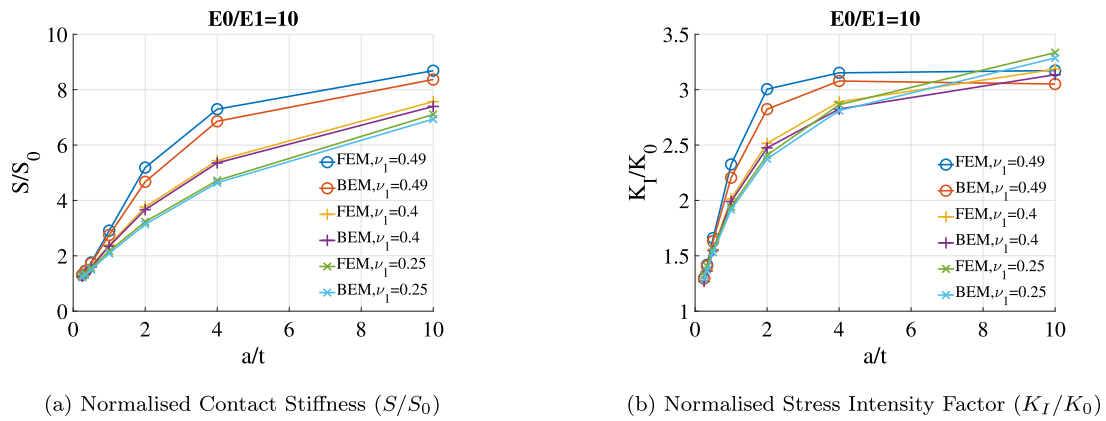 E0/E1=10
10
8
6
4
2
0
S/S₀
FEM,ν₁=0.49
BEM,ν₁=0.49
FEM,ν₁=0.4
BEM,ν₁=0.4
FEM,ν₁=0.25
BEM,ν₁=0.25
0 2 4 6 8 10
a/t
(a) Normalised Contact Stiffness (S/S₀)
E0/E1=10
3.5
3
2.5
2
1.5
1
K_I/K₀
FEM,ν₁=0.49
BEM,ν₁=0.49
FEM,ν₁=0.4
BEM,ν₁=0.4
FEM,ν₁=0.25
BEM,ν₁=0.25
0 2 4 6 8 10
a/t
(b) Normalised Stress Intensity Factor (K_I/K₀)